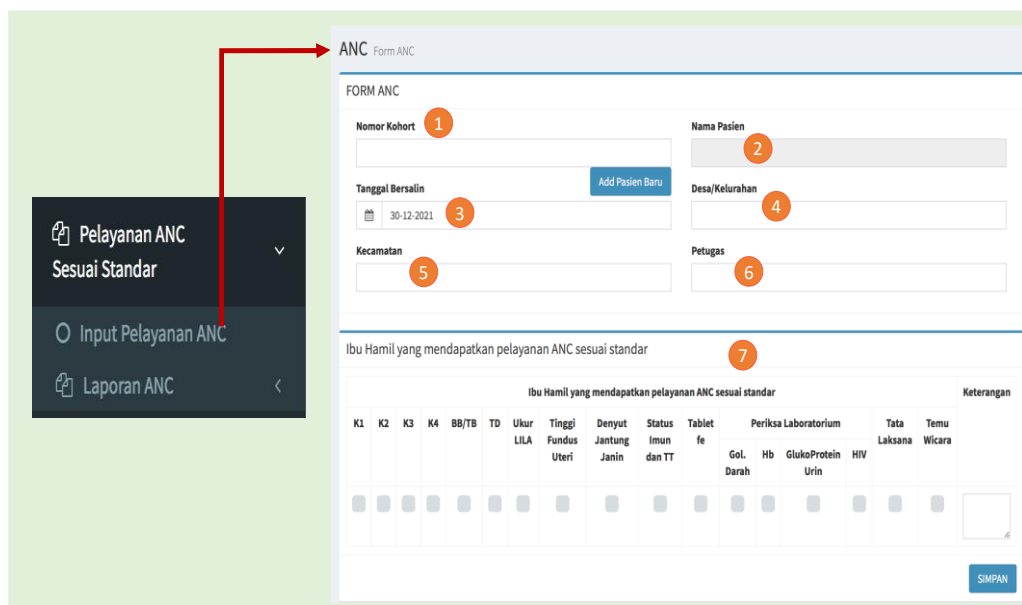 Pelayanan ANC
Sesuai Standar
Input Pelayanan ANC
Laporan ANC
ANC Form ANC
FORM ANC
Nomor Kohort 1
Nama Pasien
2
Add Pasien Baru
Tanggal Bersalin
30-12-2021 3
Desa/Kelurahan
4
Kecamatan
5
Petugas
6
Ibu Hamil yang mendapatkan pelayanan ANC sesuai standar 7
Ibu Hamil yang mendapatkan pelayanan ANC sesuai standar
Keterangan
K1 K2 K3 K4 BB/TB TD
Ukur
LILA
Tinggi
Fundus
Uteri
Denyut
Jantung
Janin
Status
Imun
dan TT
Tablet
fe
Periksa Laboratorium
Gol.
Darah
Hb
GlukoProtein
Urin
HIV
Tata
Laksana
Temu
Wicara
SIMPAN